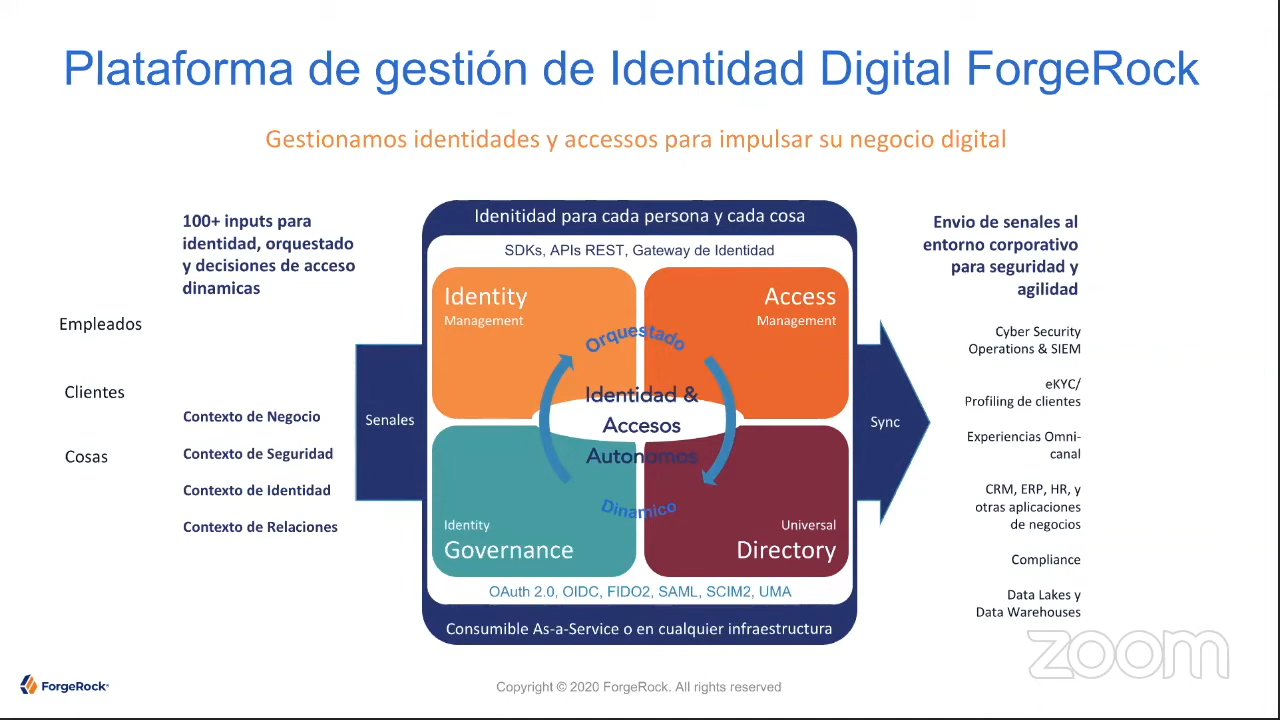 Plataforma de gestión de Identidad Digital ForgeRock
Gestionamos identidades y accessos para impulsar su negocio digital
100+ inputs para
identidad, orquestado
y decisiones de acceso
dinamicas
Empleados
Clientes
Cosas
Contexto de Negocio
Contexto de Seguridad
Contexto de Identidad
Contexto de Relaciones
Senales
Idenitidad para cada persona y cada cosa
SDKs, APIs REST, Gateway de Identidad
Identity
Management
Access
Management
Orquestado
Identidad &
Accesos
Autonomos
Dinamico
Identity
Governance
Universal
Directory
OAuth 2.0, OIDC, FIDO2, SAML, SCIM2, UMA
Consumible As-a-Service o en cualquier infraestructura
Sync
Envio de senales al
entorno corporativo
para seguridad y
agilidad
Cyber Security
Operations & SIEM
eKYC/
Profiling de clientes
Experiencias Omni-
canal
CRM, ERP, HR, y
otras aplicaciones
de negocios
Compliance
Data Lakes y
Data Warehouses
zoom
ForgeRock
Copyright © 2020 ForgeRock. All rights reserved